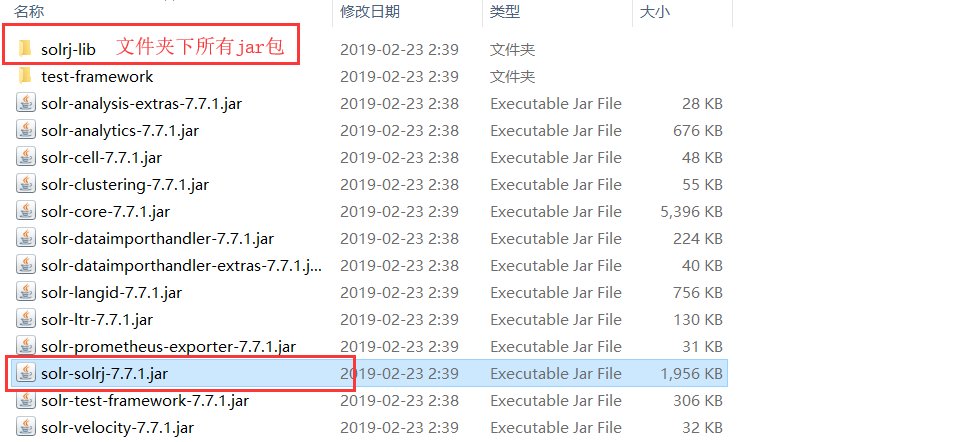 名称 修改日期 类型 大小
solrj-lib 文件夹下所有jar包 2019-02-23 2:39 文件夹
test-framework 2019-02-23 2:39 文件夹
solr-analysis-extras-7.7.1.jar 2019-02-23 2:38 Executable Jar File 28 KB
solr-analytics-7.7.1.jar 2019-02-23 2:38 Executable Jar File 676 KB
solr-cell-7.7.1.jar 2019-02-23 2:38 Executable Jar File 48 KB
solr-clustering-7.7.1.jar 2019-02-23 2:38 Executable Jar File 55 KB
solr-core-7.7.1.jar 2019-02-23 2:39 Executable Jar File 5,396 KB
solr-dataimporthandler-7.7.1.jar 2019-02-23 2:38 Executable Jar File 224 KB
solr-dataimporthandler-extras-7.7.1.j... 2019-02-23 2:38 Executable Jar File 40 KB
solr-langid-7.7.1.jar 2019-02-23 2:39 Executable Jar File 756 KB
solr-ltr-7.7.1.jar 2019-02-23 2:39 Executable Jar File 130 KB
solr-prometheus-exporter-7.7.1.jar 2019-02-23 2:39 Executable Jar File 31 KB
solr-solrj-7.7.1.jar 2019-02-23 2:39 Executable Jar File 1,956 KB
solr-test-framework-7.7.1.jar 2019-02-23 2:38 Executable Jar File 306 KB
solr-velocity-7.7.1.jar 2019-02-23 2:39 Executable Jar File 32 KB